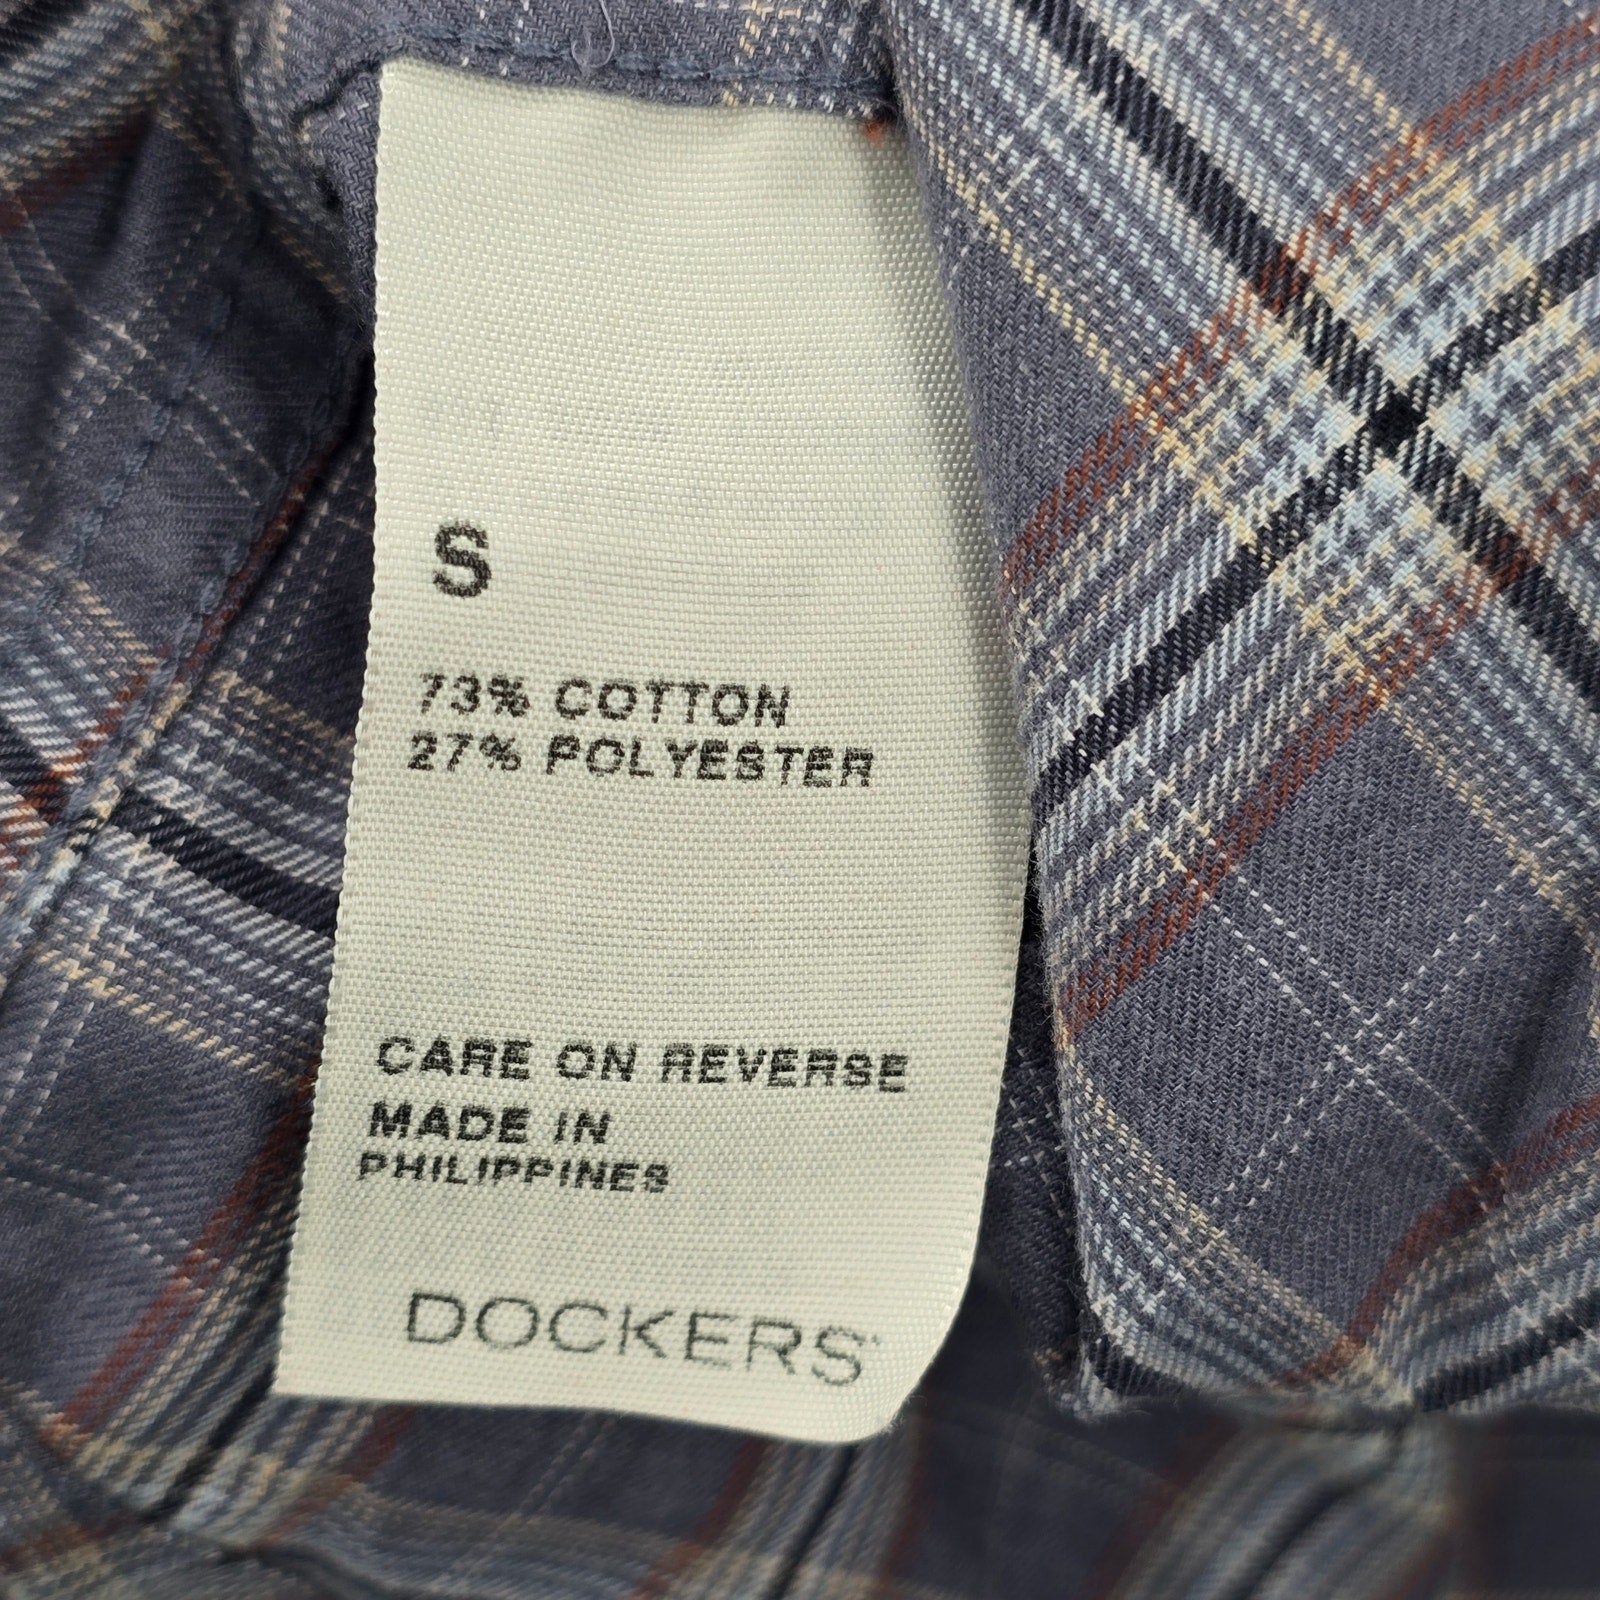 S
73% COTTON
27% POLYESTER
CARE ON REVERSE
MADE IN
PHILIPPINES
DOCKERS